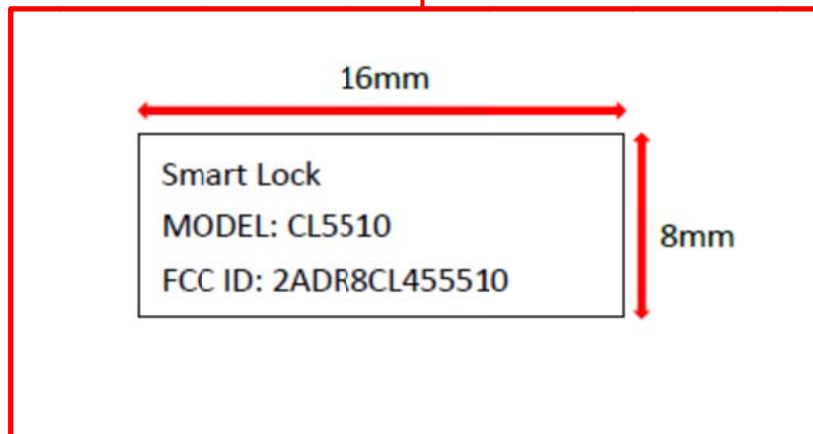 16mm
Smart Lock
MODEL: CL5510
8mm
FCC ID: 2ADR8CL455510